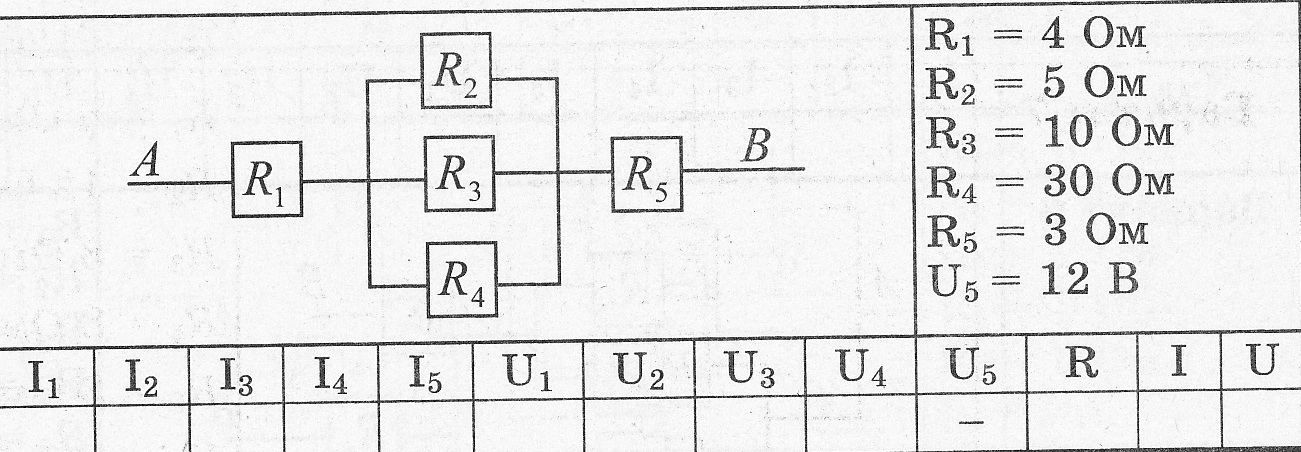 A R₁ R₂ R₃ R₄ R₅ B
R₁ = 4 Ом
R₂ = 5 Ом
R₃ = 10 Ом
R₄ = 30 Ом
R₅ = 3 Ом
U₅ = 12 В
I₁ I₂ I₃ I₄ I₅ U₁ U₂ U₃ U₄ U₅ R I U
–